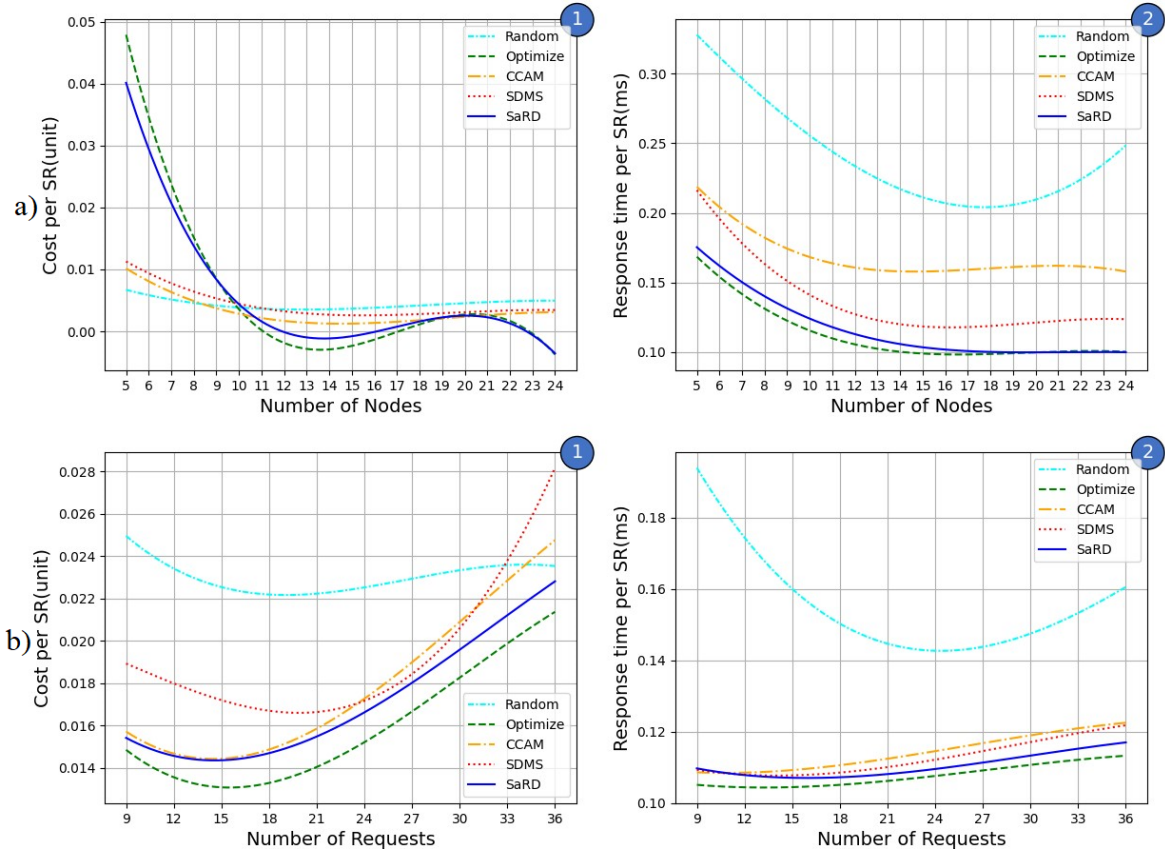 a)
1
Cost per SR(unit)
0.05
0.04
0.03
0.02
0.01
0.00
Random
Optimize
CCAM
SDMS
SaRD
5 6 7 8 9 10 11 12 13 14 15 16 17 18 19 20 21 22 23 24
Number of Nodes
2
Response time per SR(ms)
0.30
0.25
0.20
0.15
0.10
Random
Optimize
CCAM
SDMS
SaRD
5 6 7 8 9 10 11 12 13 14 15 16 17 18 19 20 21 22 23 24
Number of Nodes
b)
1
Cost per SR(unit)
0.028
0.026
0.024
0.022
0.020
0.018
0.016
0.014
Random
Optimize
CCAM
SDMS
SaRD
9 12 15 18 21 24 27 30 33 36
Number of Requests
2
Response time per SR(ms)
0.18
0.16
0.14
0.12
0.10
Random
Optimize
CCAM
SDMS
SaRD
9 12 15 18 21 24 27 30 33 36
Number of Requests